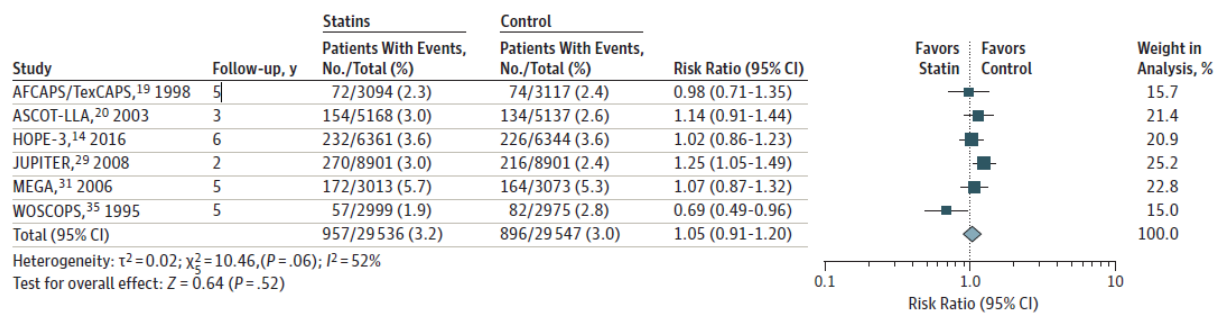 Statins Control
Patients With Events, Patients With Events, Favors Favors Weight in
Study Follow-up, y No./Total (%) No./Total (%) Risk Ratio (95% CI) Statin Control Analysis, %
AFCAPS/TexCAPS,19 1998 5 72/3094 (2.3) 74/3117 (2.4) 0.98 (0.71-1.35) 15.7
ASCOT-LLA,20 2003 3 154/5168 (3.0) 134/5137 (2.6) 1.14 (0.91-1.44) 21.4
HOPE-3,14 2016 6 232/6361 (3.6) 226/6344 (3.6) 1.02 (0.86-1.23) 20.9
JUPITER,29 2008 2 270/8901 (3.0) 216/8901 (2.4) 1.25 (1.05-1.49) 25.2
MEGA,31 2006 5 172/3013 (5.7) 164/3073 (5.3) 1.07 (0.87-1.32) 22.8
WOSCOPS,35 1995 5 57/2999 (1.9) 82/2975 (2.8) 0.69 (0.49-0.96) 15.0
Total (95% CI) 957/29536 (3.2) 896/29547 (3.0) 1.05 (0.91-1.20) 100.0
Heterogeneity: τ2 = 0.02; χ25 = 10.46,(P = .06); I2 = 52%
Test for overall effect: Z = 0.64 (P = .52)
0.1 1.0 10
Risk Ratio (95% CI)